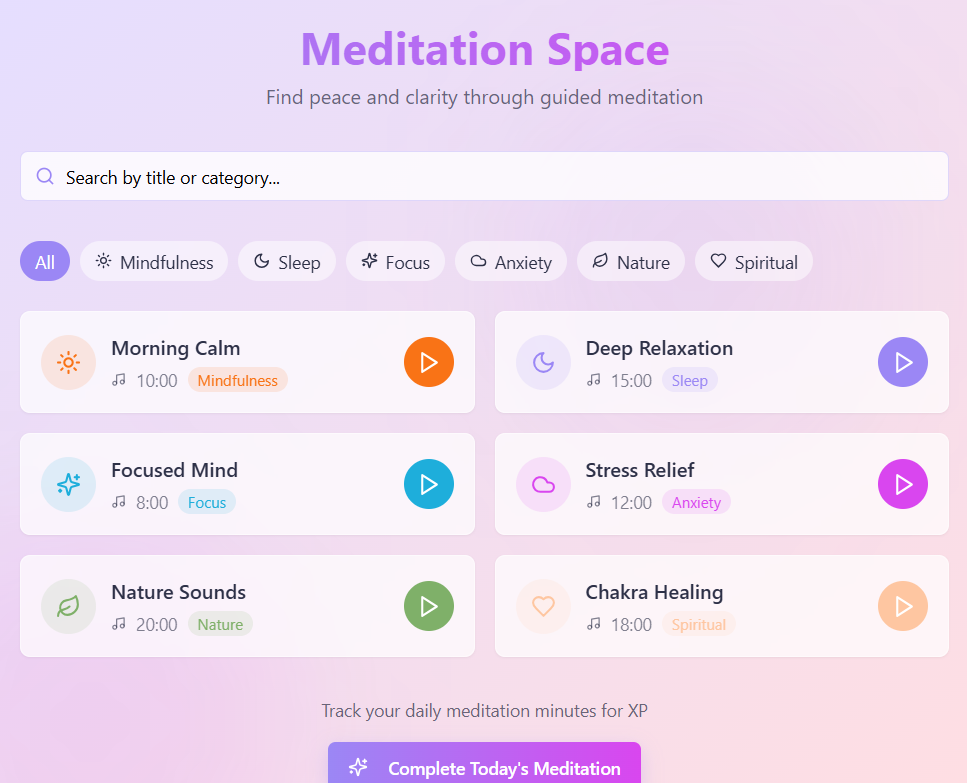 Meditation Space
Find peace and clarity through guided meditation
Search by title or category...
All Mindfulness Sleep Focus Anxiety Nature Spiritual
Morning Calm
10:00 Mindfulness
Deep Relaxation
15:00 Sleep
Focused Mind
8:00 Focus
Stress Relief
12:00 Anxiety
Nature Sounds
20:00 Nature
Chakra Healing
18:00 Spiritual
Track your daily meditation minutes for XP
Complete Today's Meditation